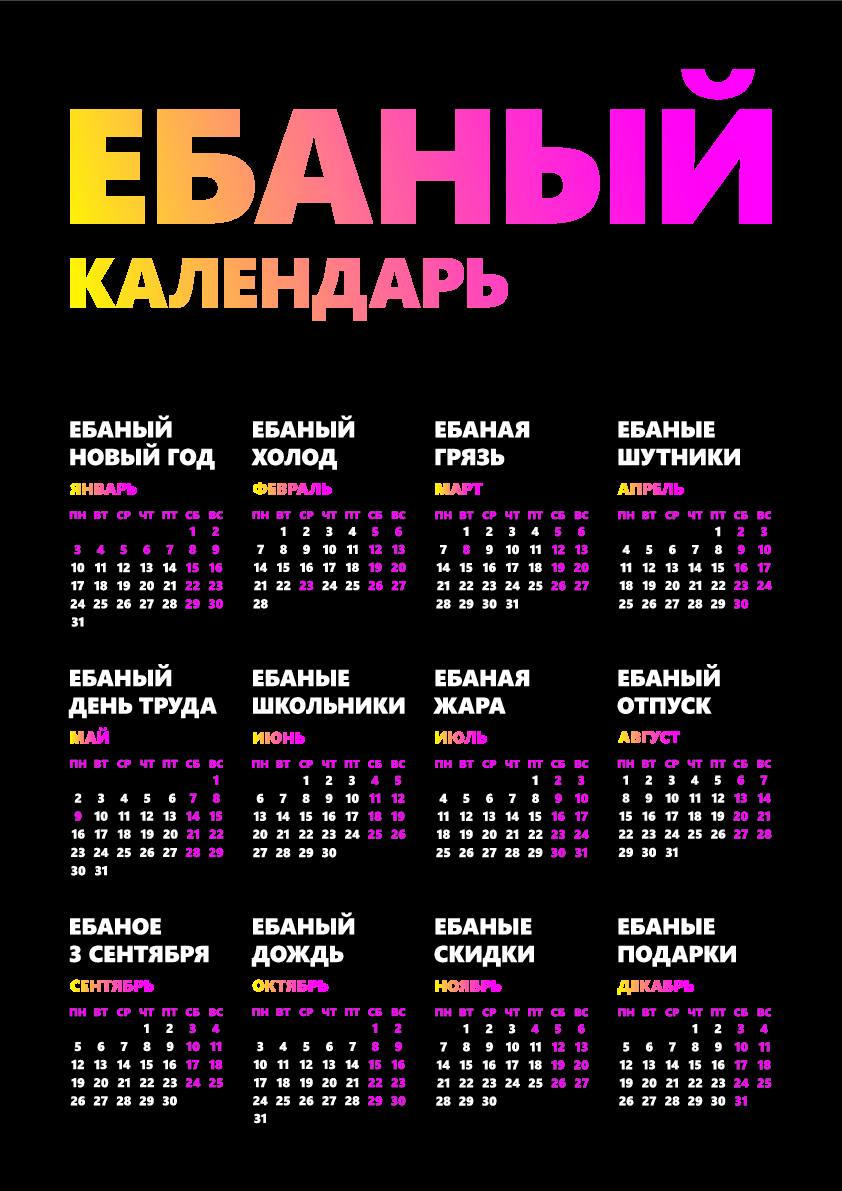 ЕБАНЫЙ
КАЛЕНДАРЬ
ЕБАНЫЙ
НОВЫЙ ГОД
ЯНВАРЬ
ПН ВТ СР ЧТ ПТ СБ ВС
1 2
3 4 5 6 7 8 9
10 11 12 13 14 15 16
17 18 19 20 21 22 23
24 25 26 27 28 29 30
31
ЕБАНЫЙ
ХОЛОД
ФЕВРАЛЬ
ПН ВТ СР ЧТ ПТ СБ ВС
1 2 3 4 5 6
7 8 9 10 11 12 13
14 15 16 17 18 19 20
21 22 23 24 25 26 27
28
ЕБАНАЯ
ГРЯЗЬ
МАРТ
ПН ВТ СР ЧТ ПТ СБ ВС
1 2 3 4 5 6
7 8 9 10 11 12 13
14 15 16 17 18 19 20
21 22 23 24 25 26 27
28 29 30 31
ЕБАНЫЕ
ШУТНИКИ
АПРЕЛЬ
ПН ВТ СР ЧТ ПТ СБ ВС
1 2 3
4 5 6 7 8 9 10
11 12 13 14 15 16 17
18 19 20 21 22 23 24
25 26 27 28 29 30
ЕБАНЫЙ
ДЕНЬ ТРУДА
МАЙ
ПН ВТ СР ЧТ ПТ СБ ВС
1
2 3 4 5 6 7 8
9 10 11 12 13 14 15
16 17 18 19 20 21 22
23 24 25 26 27 28 29
30 31
ЕБАНЫЕ
ШКОЛЬНИКИ
ИЮНЬ
ПН ВТ СР ЧТ ПТ СБ ВС
1 2 3 4 5
6 7 8 9 10 11 12
13 14 15 16 17 18 19
20 21 22 23 24 25 26
27 28 29 30
ЕБАНАЯ
ЖАРА
ИЮЛЬ
ПН ВТ СР ЧТ ПТ СБ ВС
1 2 3
4 5 6 7 8 9 10
11 12 13 14 15 16 17
18 19 20 21 22 23 24
25 26 27 28 29 30 31
ЕБАНЫЙ
ОТПУСК
АВГУСТ
ПН ВТ СР ЧТ ПТ СБ ВС
1 2 3 4 5 6 7
8 9 10 11 12 13 14
15 16 17 18 19 20 21
22 23 24 25 26 27 28
29 30 31
ЕБАНОЕ
3 СЕНТЯБРЯ
СЕНТЯБРЬ
ПН ВТ СР ЧТ ПТ СБ ВС
1 2 3 4
5 6 7 8 9 10 11
12 13 14 15 16 17 18
19 20 21 22 23 24 25
26 27 28 29 30
ЕБАНЫЙ
ДОЖДЬ
ОКТЯБРЬ
ПН ВТ СР ЧТ ПТ СБ ВС
1 2
3 4 5 6 7 8 9
10 11 12 13 14 15 16
17 18 19 20 21 22 23
24 25 26 27 28 29 30
31
ЕБАНЫЕ
СКИДКИ
НОЯБРЬ
ПН ВТ СР ЧТ ПТ СБ ВС
1 2 3 4 5 6
7 8 9 10 11 12 13
14 15 16 17 18 19 20
21 22 23 24 25 26 27
28 29 30
ЕБАНЫЕ
ПОДАРКИ
ДЕКАБРЬ
ПН ВТ СР ЧТ ПТ СБ ВС
1 2 3 4
5 6 7 8 9 10 11
12 13 14 15 16 17 18
19 20 21 22 23 24 25
26 27 28 29 30 31